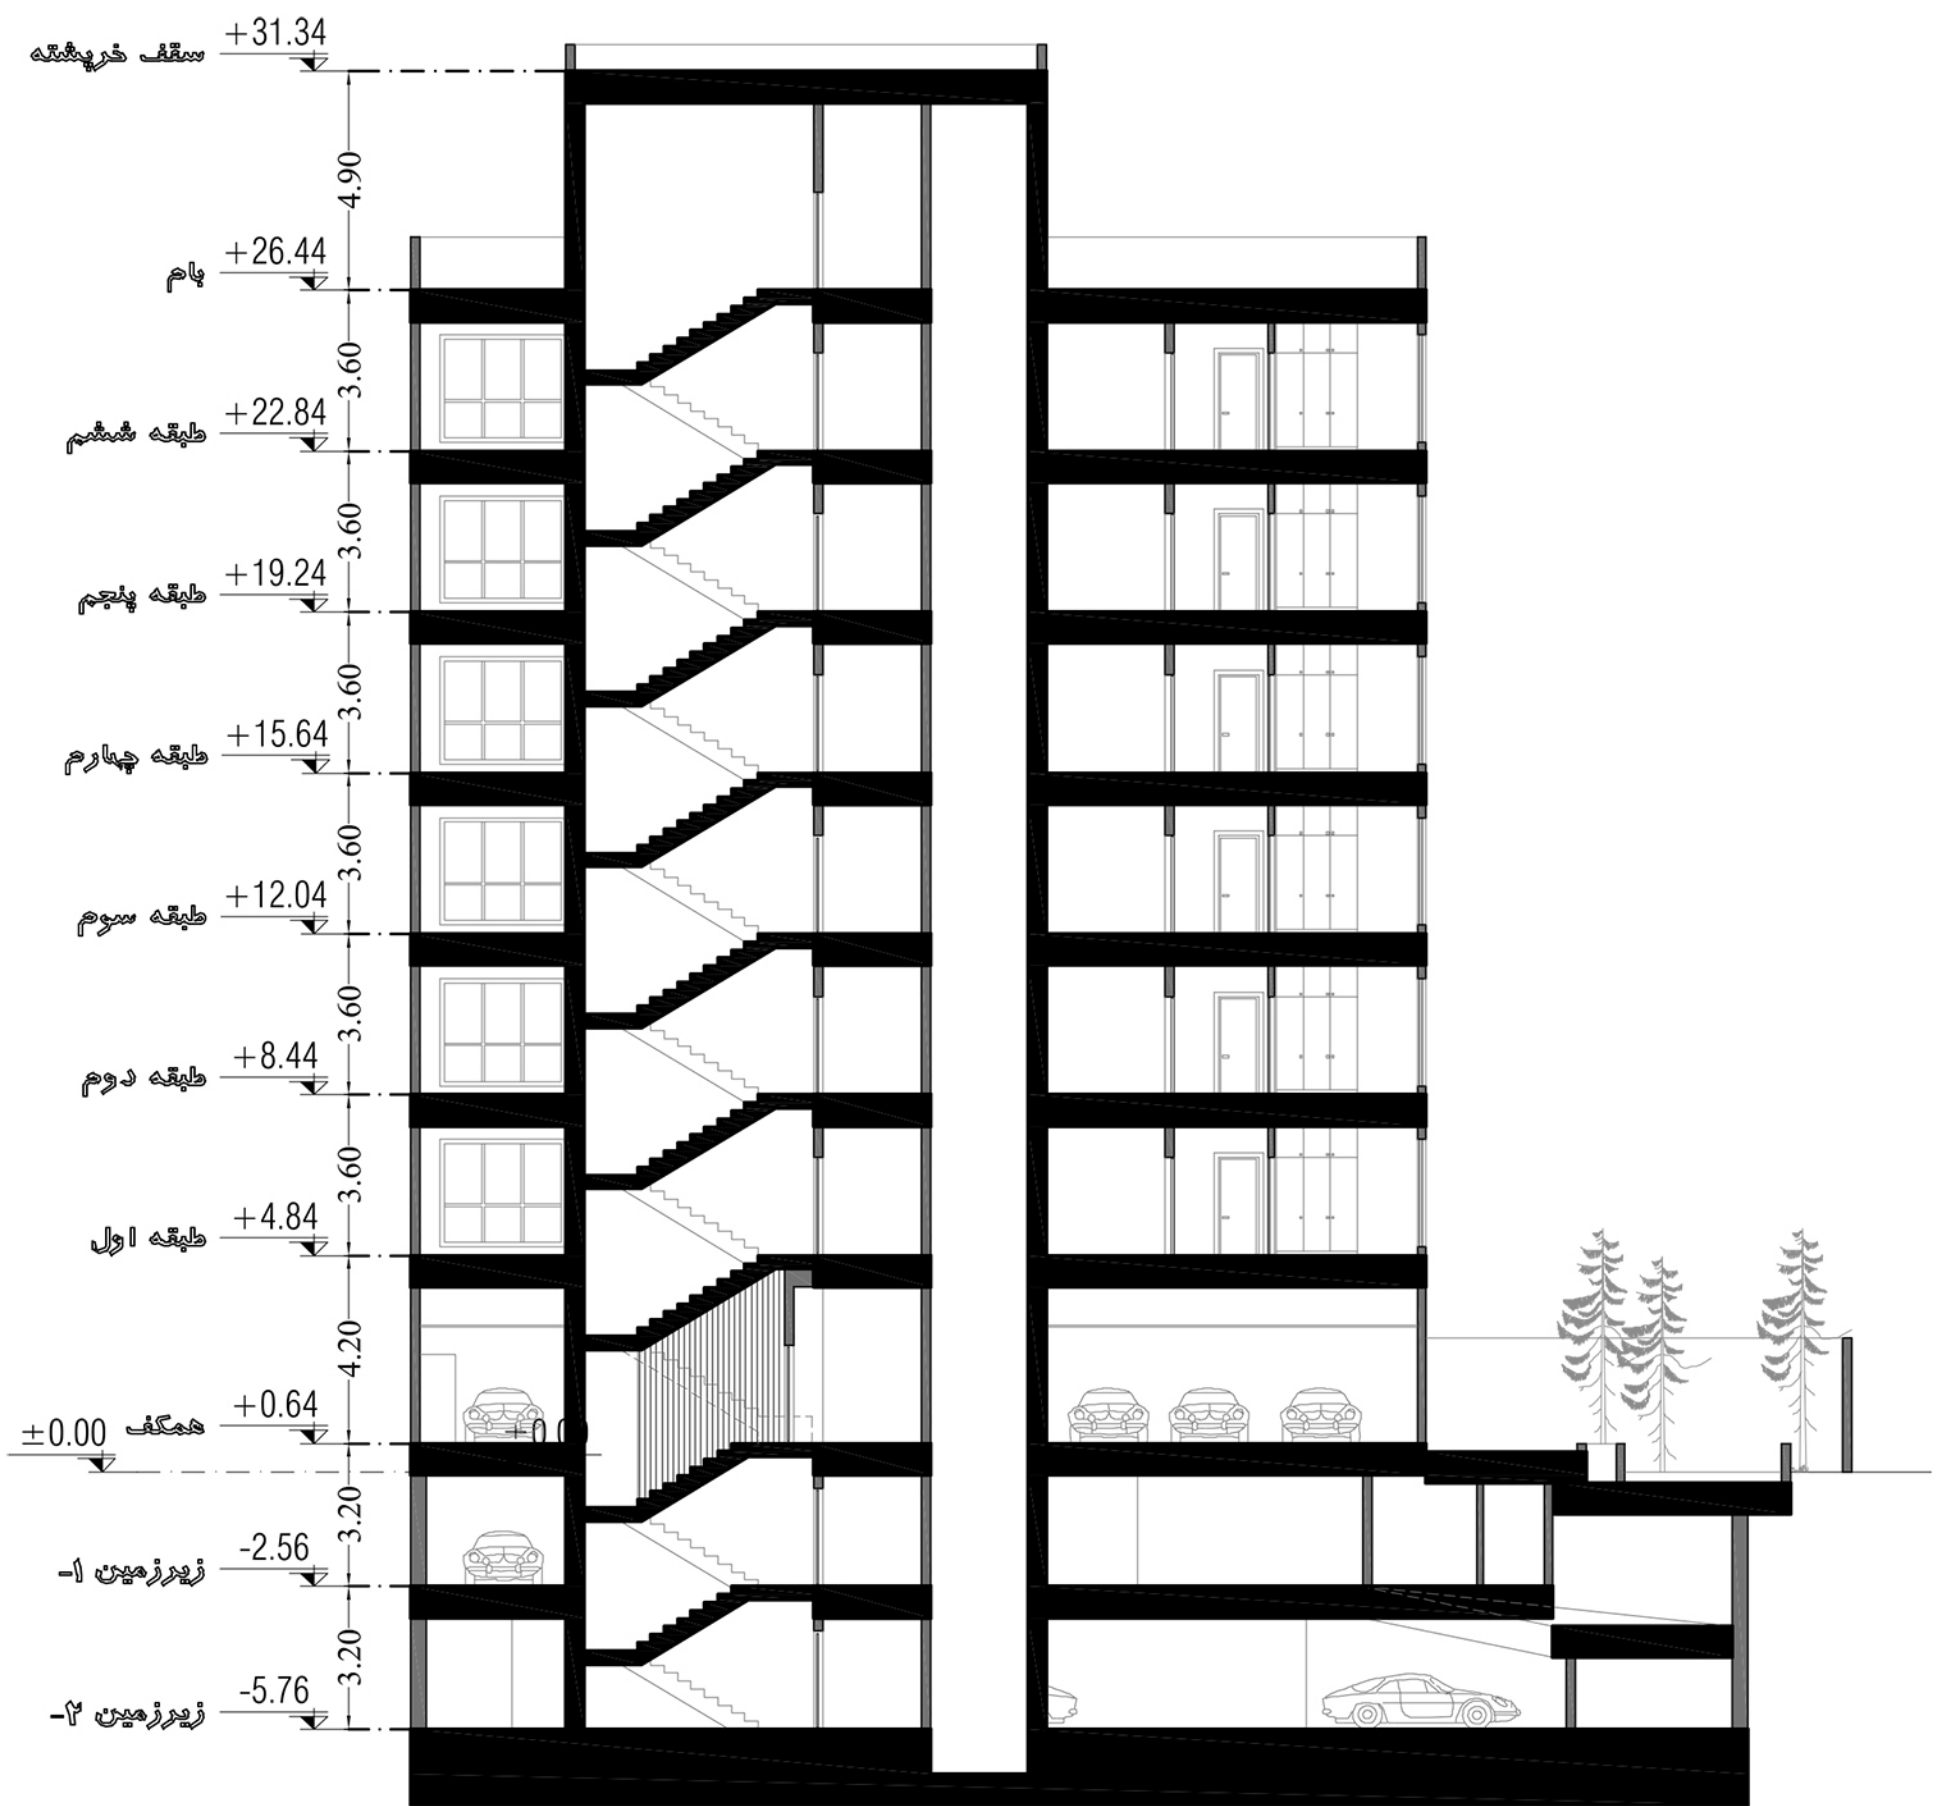 سقف خرپشته +31.34
4.90
بام +26.44
3.60
طبقه ششم +22.84
3.60
طبقه پنجم +19.24
3.60
طبقه چهارم +15.64
3.60
طبقه سوم +12.04
3.60
طبقه دوم +8.44
3.60
طبقه اول +4.84
4.20
همکف +0.64
±0.00
+0.00
3.20
زیرزمین ۱- -2.56
3.20
زیرزمین ۲- -5.76